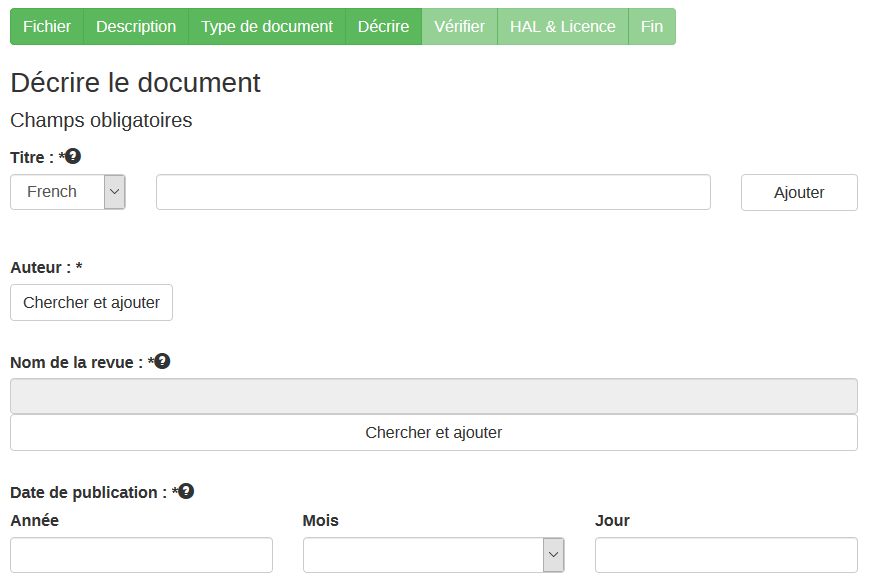 Fichier Description Type de document Décrire Vérifier HAL & Licence Fin
Décrire le document
Champs obligatoires
Titre : *?
French Ajouter
Auteur : *
Chercher et ajouter
Nom de la revue : *?
Chercher et ajouter
Date de publication : *?
Année Mois Jour